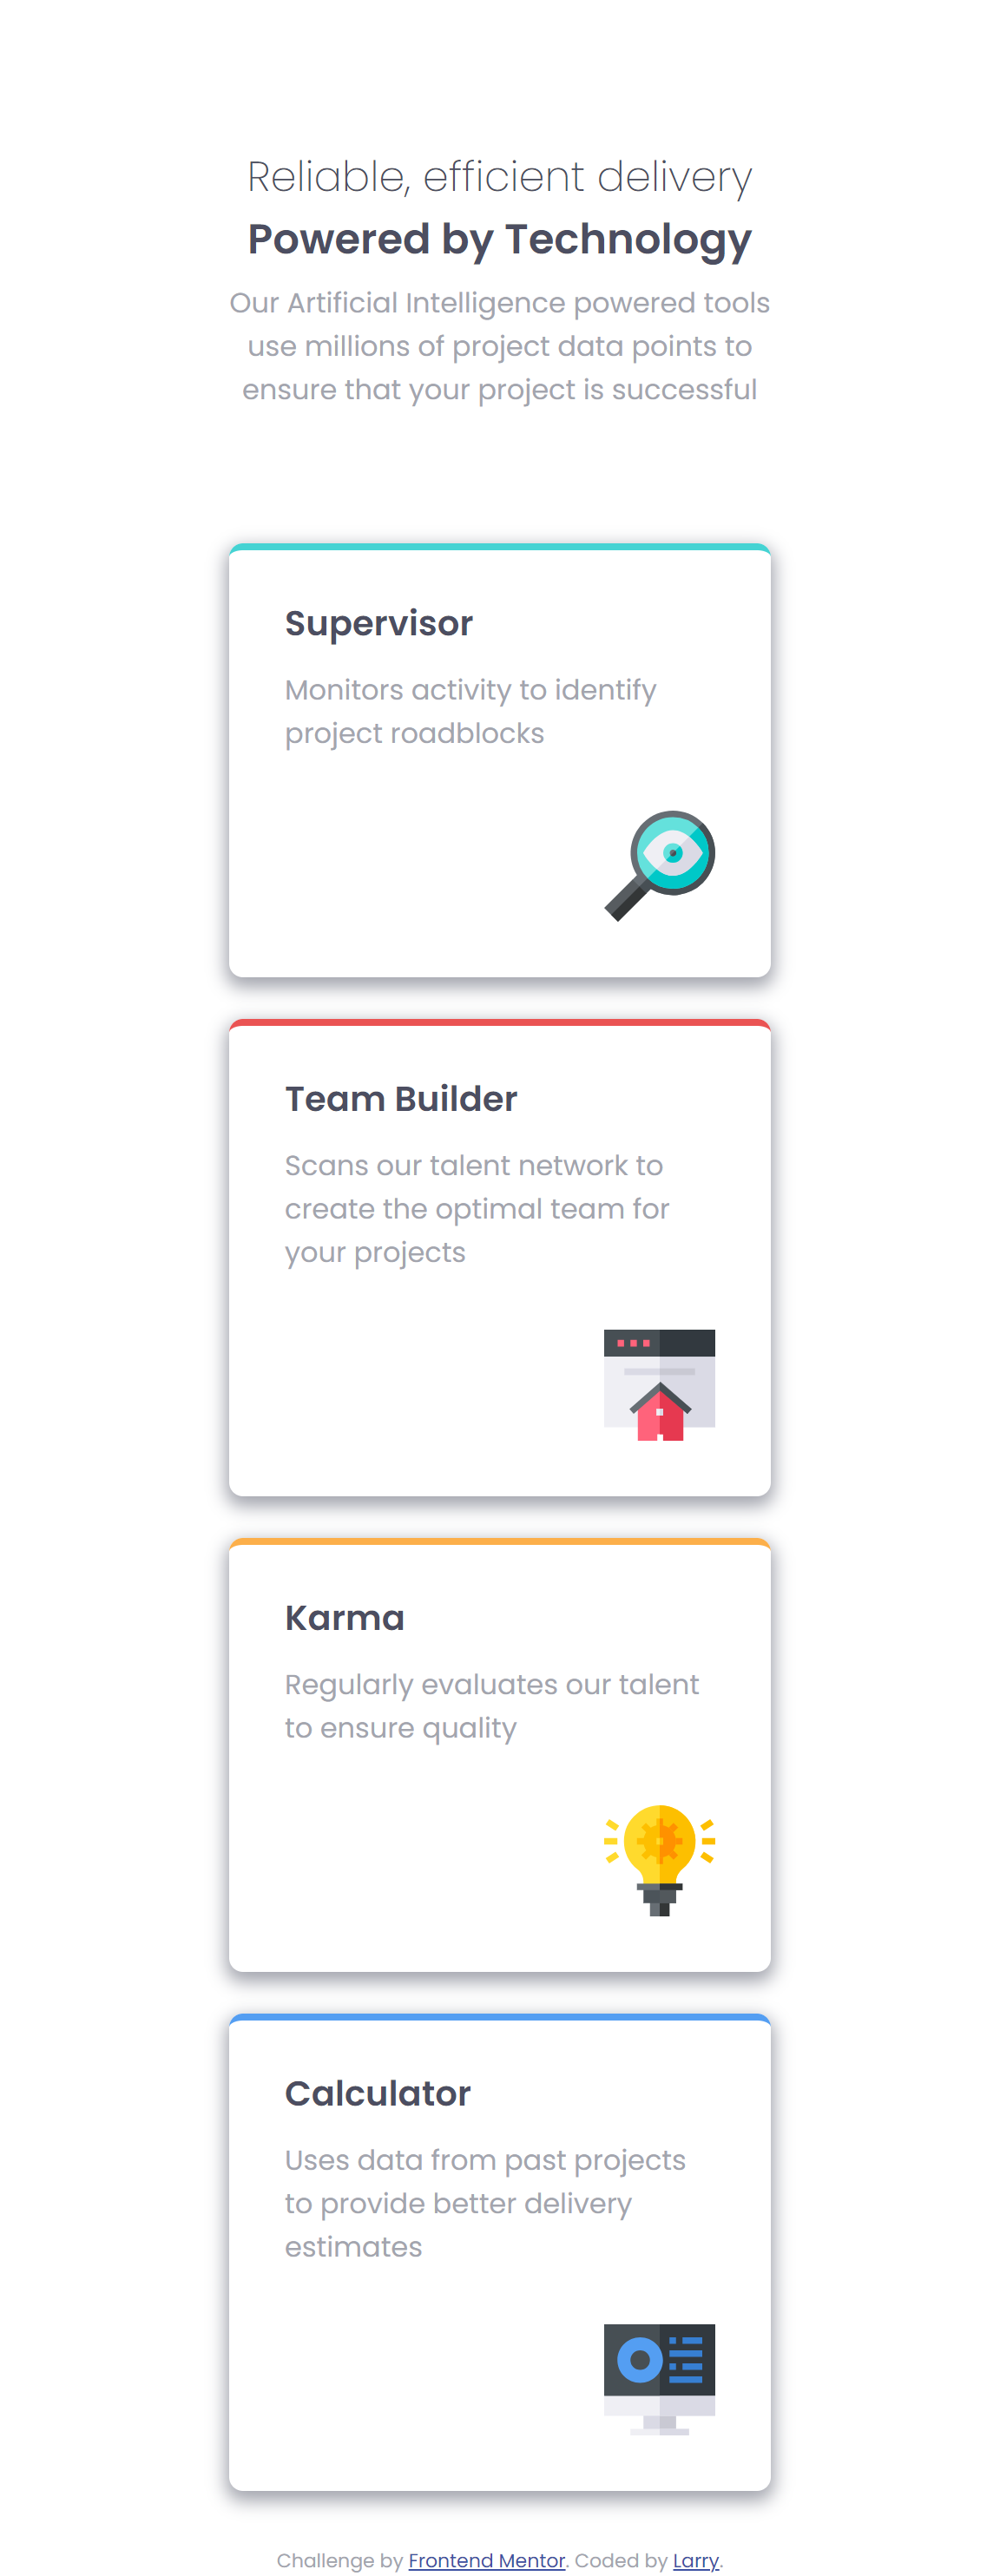 Reliable, efficient delivery
Powered by Technology
Our Artificial Intelligence powered tools
use millions of project data points to
ensure that your project is successful
Supervisor
Monitors activity to identify
project roadblocks
Team Builder
Scans our talent network to
create the optimal team for
your projects
Karma
Regularly evaluates our talent
to ensure quality
Calculator
Uses data from past projects
to provide better delivery
estimates
Challenge by Frontend Mentor. Coded by Larry.